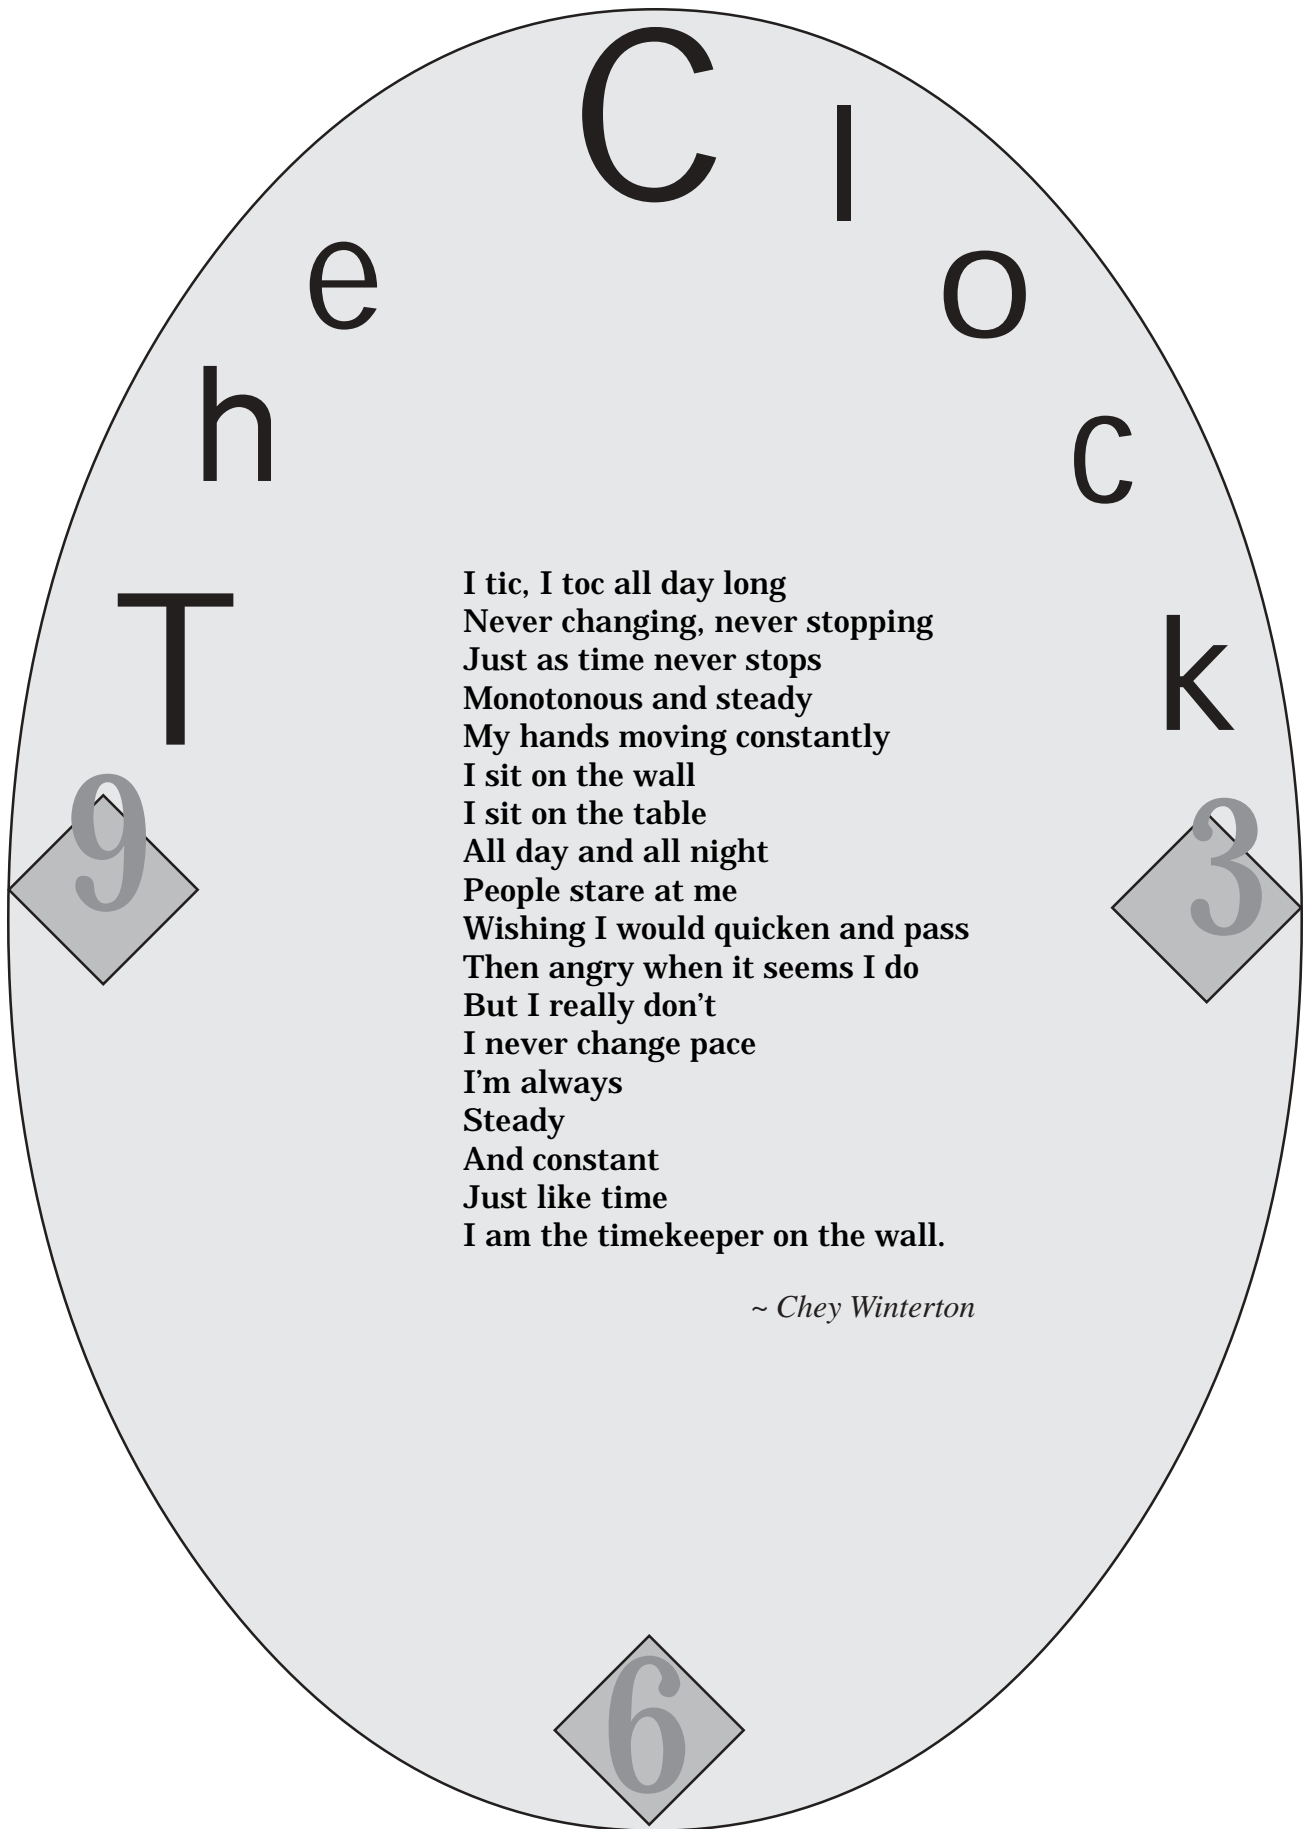 The Clock
9
3
I tic, I toc all day long
Never changing, never stopping
Just as time never stops
Monotonous and steady
My hands moving constantly
I sit on the wall
I sit on the table
All day and all night
People stare at me
Wishing I would quicken and pass
Then angry when it seems I do
But I really don’t
I never change pace
I’m always
Steady
And constant
Just like time
I am the timekeeper on the wall.
~ Chey Winterton
6